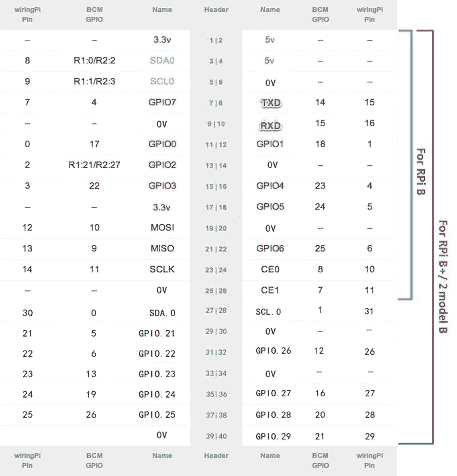 wiringPi Pin BCM GPIO Name Header Name BCM GPIO wiringPi Pin
– – 3.3v 1 | 2 5v – –
8 R1:0/R2:2 SDA0 3 | 4 5v – –
9 R1:1/R2:3 SCL0 5 | 6 0V – –
7 4 GPIO7 7 | 8 TXD 14 15
– – 0V 9 | 10 RXD 15 16
0 17 GPIO0 11 | 12 GPIO1 18 1
2 R1:21/R2:27 GPIO2 13 | 14 0V – –
3 22 GPIO3 15 | 16 GPIO4 23 4
– – 3.3v 17 | 18 GPIO5 24 5
12 10 MOSI 19 | 20 0V – –
13 9 MISO 21 | 22 GPIO6 25 6
14 11 SCLK 23 | 24 CE0 8 10
– – 0V 25 | 26 CE1 7 11
30 0 SDA.0 27 | 28 SCL.0 1 31
21 5 GPIO.21 29 | 30 0V – –
22 6 GPIO.22 31 | 32 GPIO.26 12 26
23 13 GPIO.23 33 | 34 0V – –
24 19 GPIO.24 35 | 36 GPIO.27 16 27
25 26 GPIO.25 37 | 38 GPIO.28 20 28
0V 39 | 40 GPIO.29 21 29
wiringPi Pin BCM GPIO Name Header Name BCM GPIO wiringPi Pin
For RPi B
For RPi B+/ 2 model B